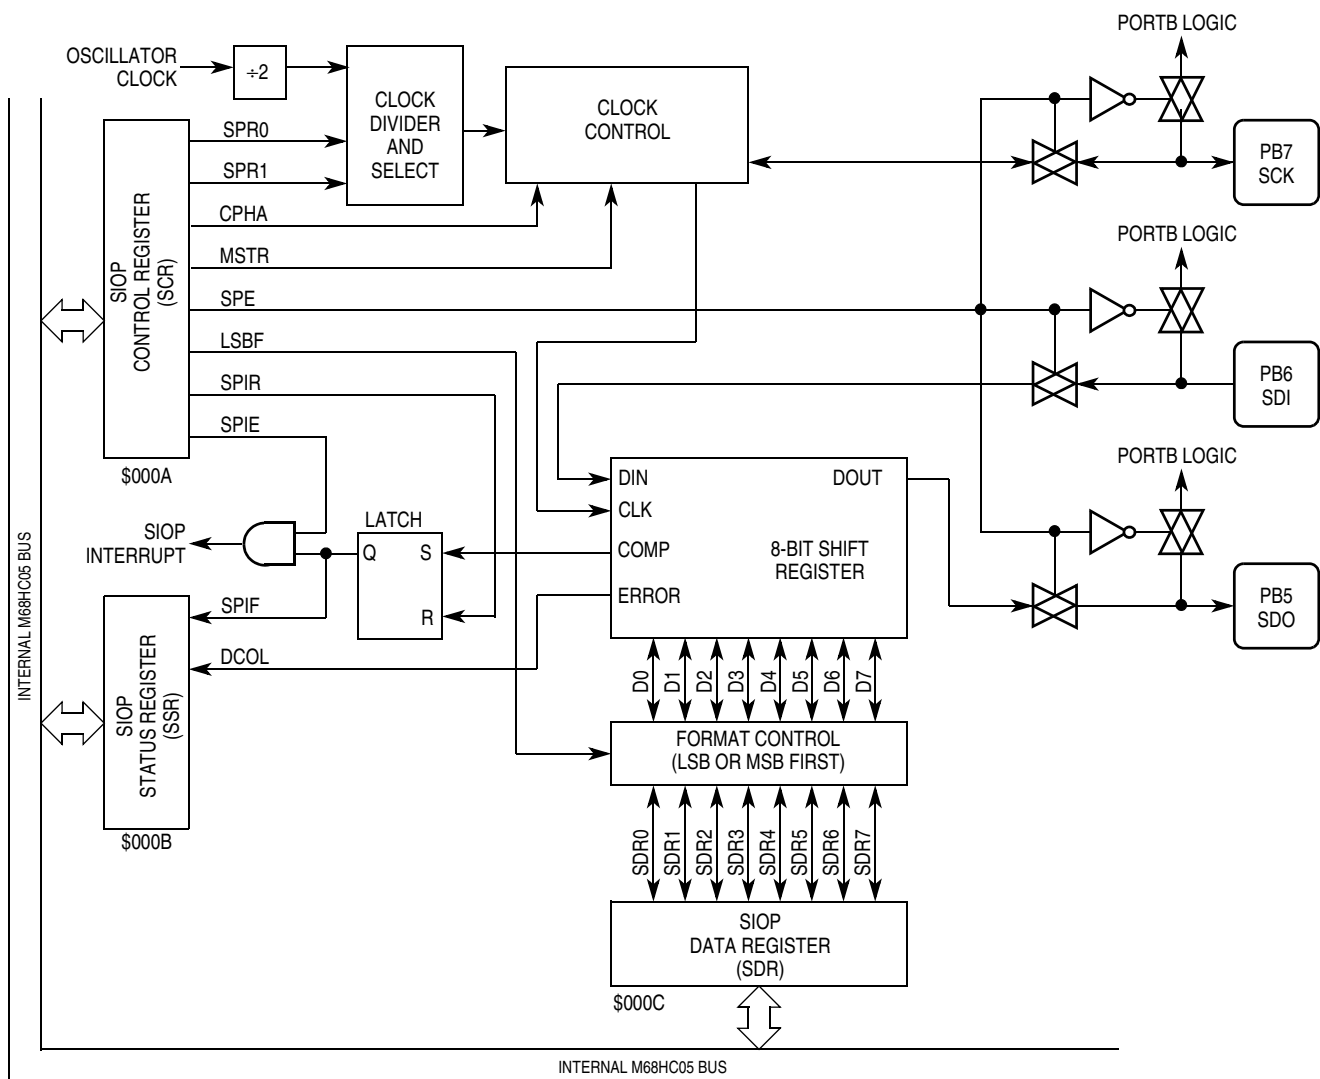 PORTB LOGIC
OSCILLATOR
CLOCK
÷2
CLOCK
DIVIDER
AND
SELECT
CLOCK
CONTROL
PB7
SCK
SPR0
SPR1
CPHA
MSTR
SPE
LSBF
SPIR
SPIE
SIOP
CONTROL REGISTER
(SCR)
$000A
PORTB LOGIC
PB6
SDI
PORTB LOGIC
PB5
SDO
DIN
CLK
COMP
ERROR
DOUT
8-BIT SHIFT
REGISTER
LATCH
Q
S
R
SIOP
INTERRUPT
SPIF
DCOL
SIOP
STATUS REGISTER
(SSR)
$000B
INTERNAL M68HC05 BUS
D0
D1
D2
D3
D4
D5
D6
D7
FORMAT CONTROL
(LSB OR MSB FIRST)
SDR0
SDR1
SDR2
SDR3
SDR4
SDR5
SDR6
SDR7
SIOP
DATA REGISTER
(SDR)
$000C
INTERNAL M68HC05 BUS